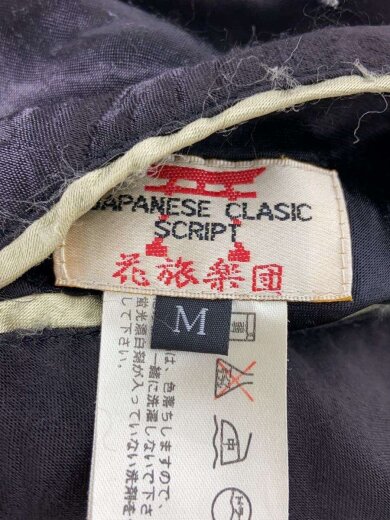 JAPANESE CLASIC
SCRIPT
花旅楽団
M
は、色落ちしますので、
一緒に洗濯しないで下さ
蛍光漂白剤が入っていない洗剤を
して下さい。